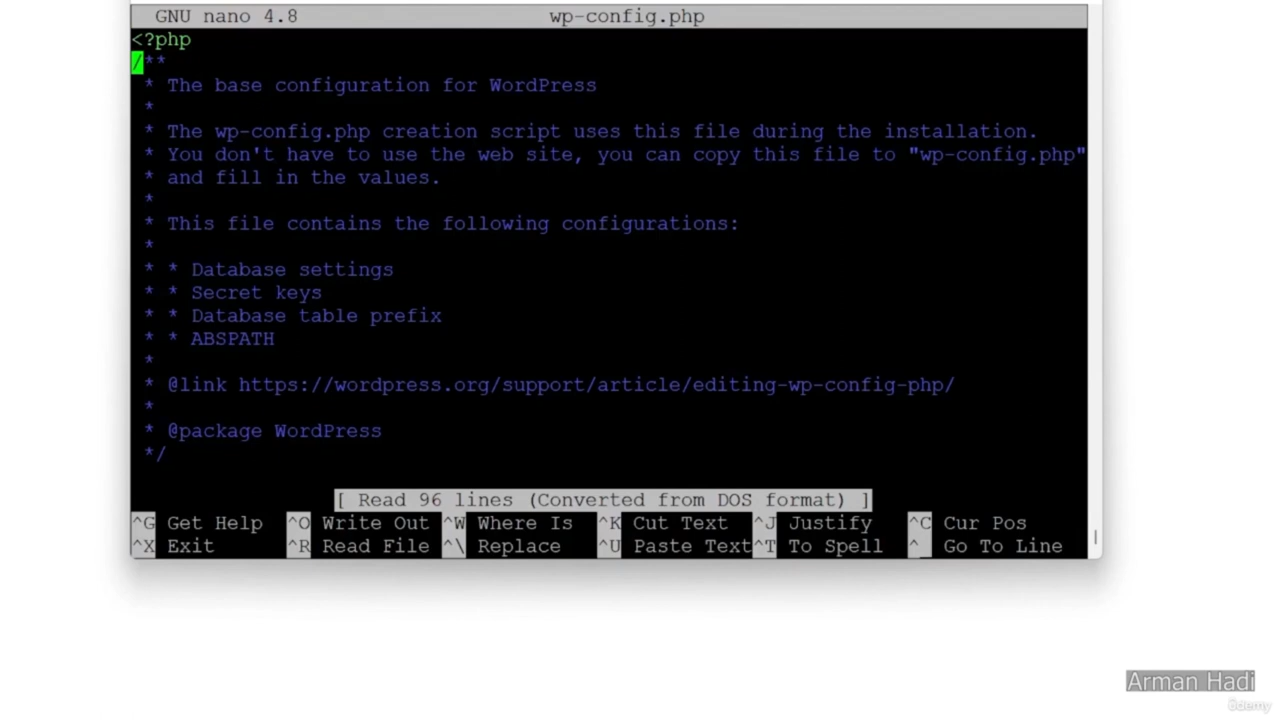 GNU nano 4.8 wp-config.php
<?php
/**
* The base configuration for WordPress
*
* The wp-config.php creation script uses this file during the installation.
* You don't have to use the web site, you can copy this file to "wp-config.php"
* and fill in the values.
*
* This file contains the following configurations:
*
* * Database settings
* * Secret keys
* * Database table prefix
* * ABSPATH
*
* @link https://wordpress.org/support/article/editing-wp-config-php/
*
* @package WordPress
*/
[ Read 96 lines (Converted from DOS format) ]
^G Get Help ^O Write Out ^W Where Is ^K Cut Text ^J Justify ^C Cur Pos
^X Exit ^R Read File ^\ Replace ^U Paste Text ^T To Spell ^_ Go To Line
Arman Hadi
ûdemy